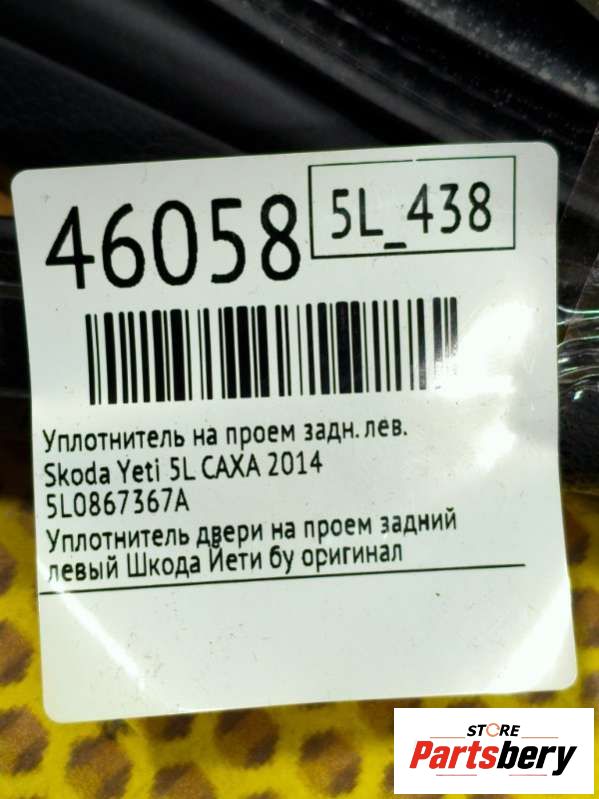 46058
5L_438
Уплотнитель на проем задн. лев.
Skoda Yeti 5L CAXA 2014
5L0867367A
Уплотнитель двери на проем задний
левый Шкода Йети бу оригинал
STORE
Partsbery